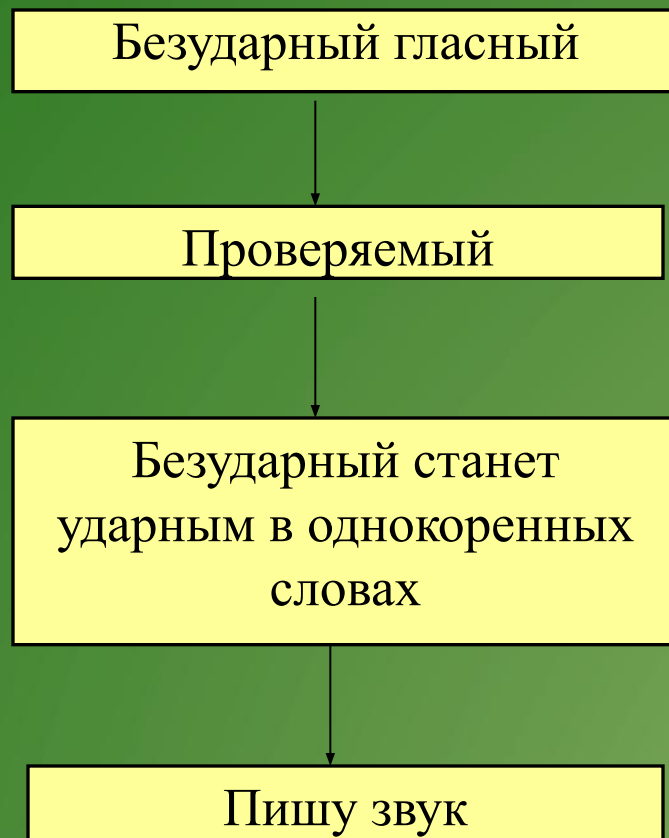 Безударный гласный
Проверяемый
Безударный станет
ударным в однокоренных
словах
Пишу звук